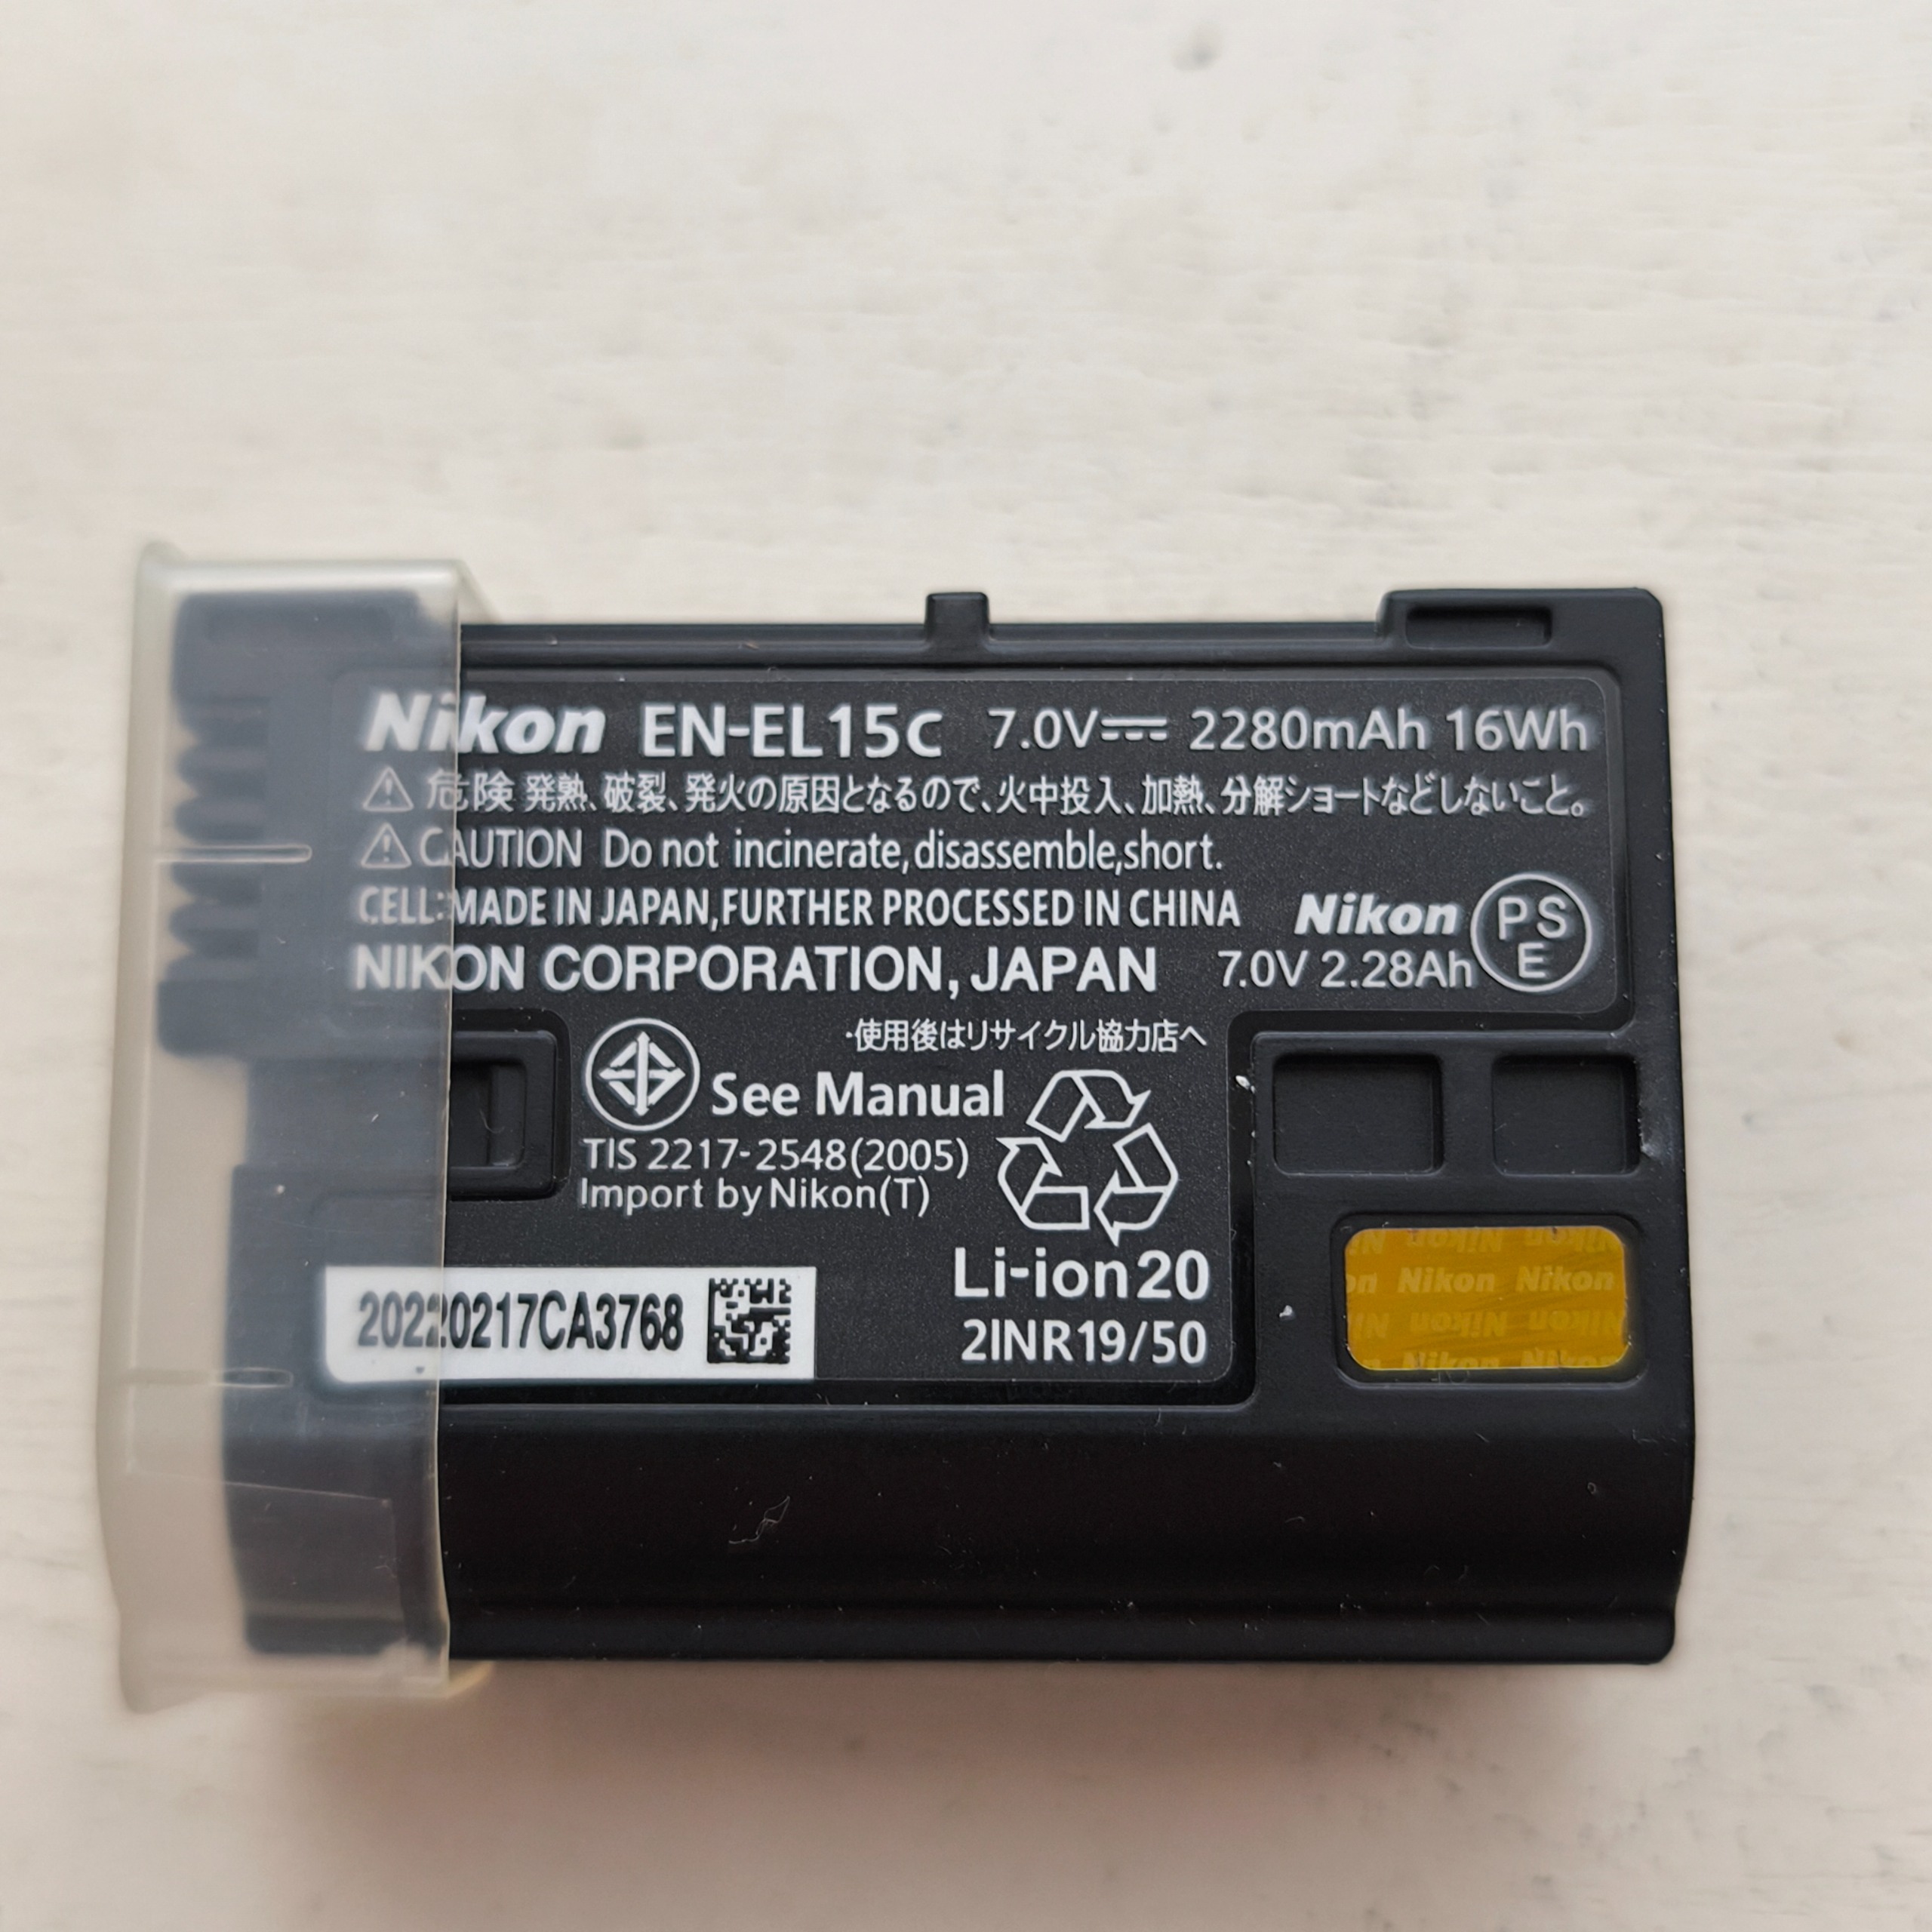 Nikon EN-EL15c 7.0V⎓ 2280mAh 16Wh
⚠危険 発熱、破裂、発火の原因となるので、火中投入、加熱、分解ショートなどしないこと。
⚠CAUTION Do not incinerate,disassemble,short.
CELL:MADE IN JAPAN,FURTHER PROCESSED IN CHINA
NIKON CORPORATION, JAPAN
Nikon
7.0V 2.28Ah
PS
E
・使用後はリサイクル協力店へ
See Manual
TIS 2217-2548(2005)
Import by Nikon(T)
Li-ion20
2INR19/50
20220217CA3768
Nikon Nikon